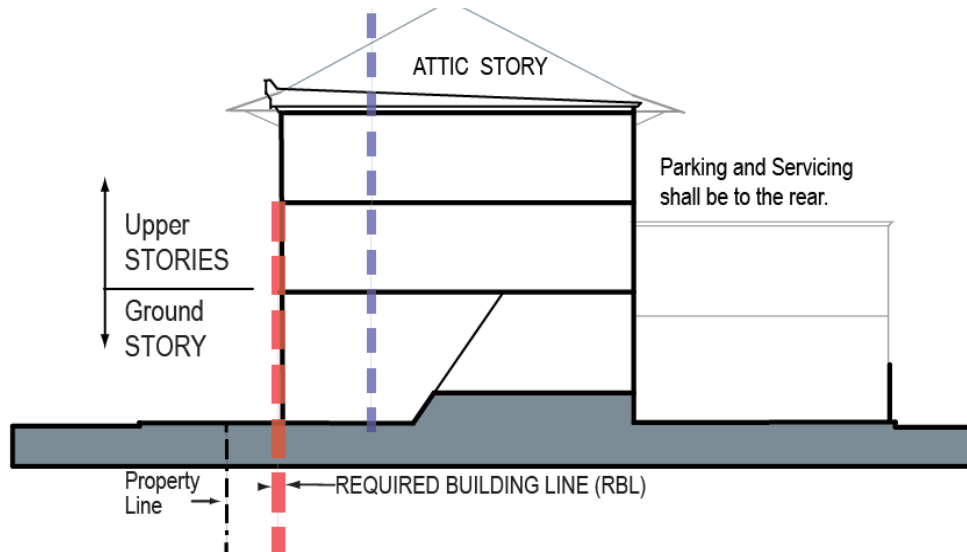 ATTIC STORY
Parking and Servicing
shall be to the rear.
Upper
STORIES
Ground
STORY
Property
Line
REQUIRED BUILDING LINE (RBL)